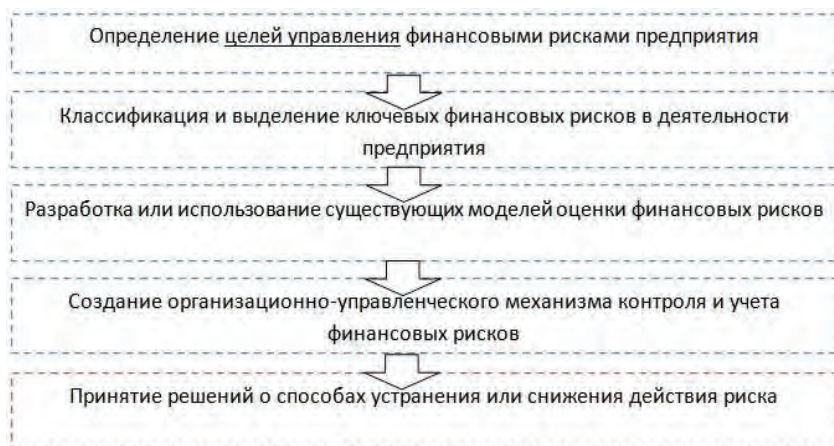 Определение целей управления финансовыми рисками предприятия
Классификация и выделение ключевых финансовых рисков в деятельности
предприятия
Разработка или использование существующих моделей оценки финансовых рисков
Создание организационно-управленческого механизма контроля и учета
финансовых рисков
Принятие решений о способах устранения или снижения действия риска